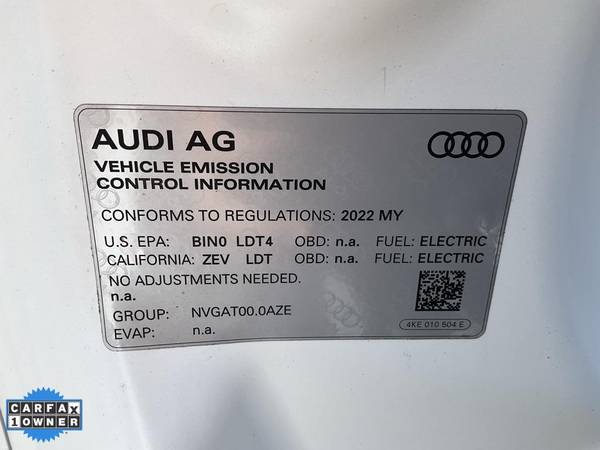 AUDI AG
VEHICLE EMISSION
CONTROL INFORMATION
CONFORMS TO REGULATIONS: 2022 MY
U.S. EPA: BIN0 LDT4 OBD: n.a. FUEL: ELECTRIC
CALIFORNIA: ZEV LDT OBD: n.a. FUEL: ELECTRIC
NO ADJUSTMENTS NEEDED.
n.a.
GROUP: NVGAT00.0AZE
EVAP: n.a.
4KE 010 504 E
CARFAX
1 OWNER